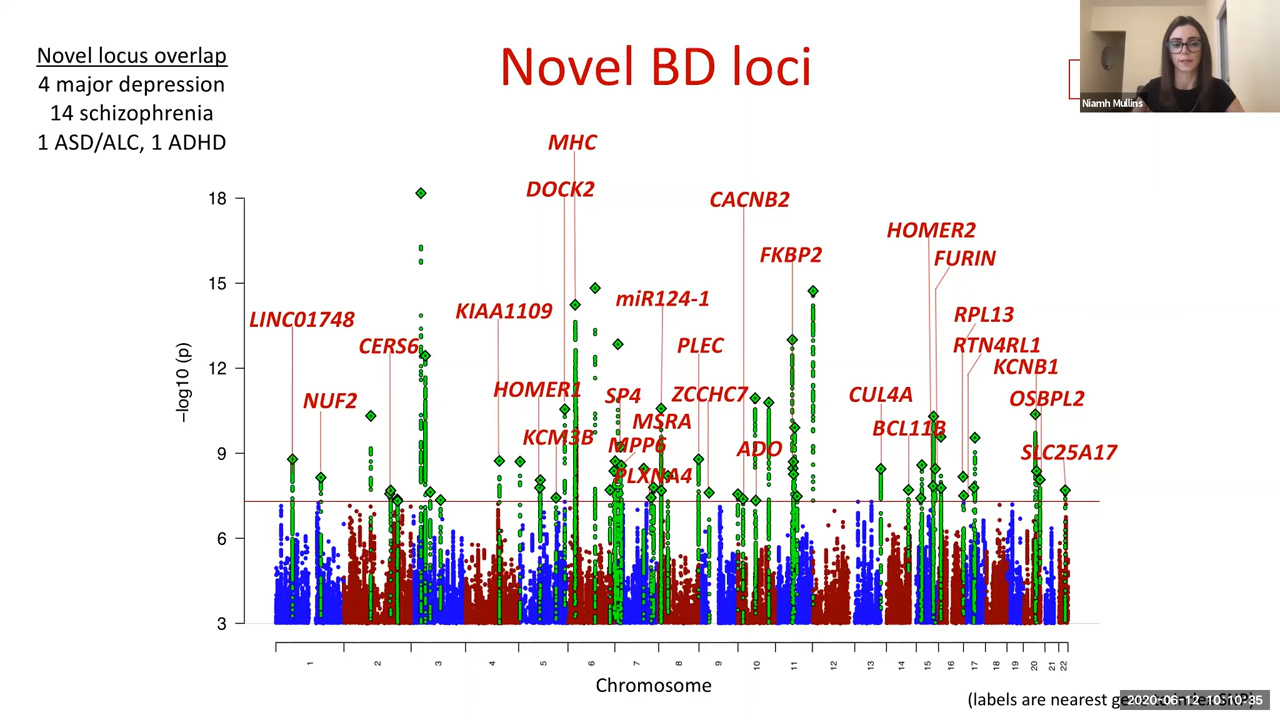 Novel locus overlap
4 major depression
14 schizophrenia
1 ASD/ALC, 1 ADHD
Novel BD loci
Niamh Mullins
MHC
DOCK2
CACNB2
HOMER2
FKBP2
FURIN
miR124-1
KIAA1109
LINC01748
RPL13
CERS6
PLEC
RTN4RL1
KCNB1
HOMER1
SP4
ZCCHC7
CUL4A
OSBPL2
NUF2
MSRA
BCL11B
KCM3B
MPP6
ADO
SLC25A17
PLXNA4
−log10 (p)
18
15
12
9
6
3
1 2 3 4 5 6 7 8 9 10 11 12 13 14 15 16 17 18 19 20 21 22
Chromosome
(labels are nearest
2020-06-12 10:10:35